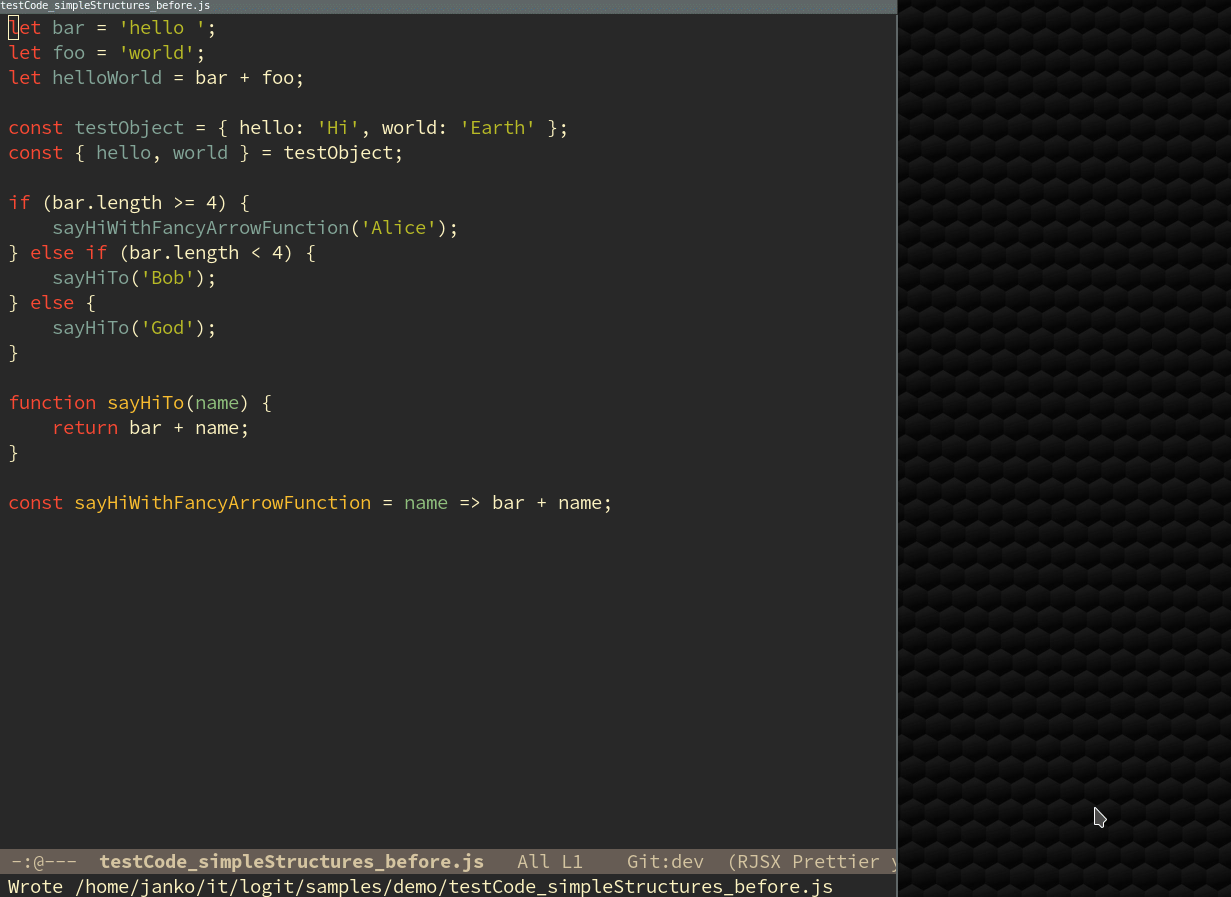 testCode_simpleStructures_before.js
let bar = 'hello ';
let foo = 'world';
let helloWorld = bar + foo;

const testObject = { hello: 'Hi', world: 'Earth' };
const { hello, world } = testObject;

if (bar.length >= 4) {
    sayHiWithFancyArrowFunction('Alice');
} else if (bar.length < 4) {
    sayHiTo('Bob');
} else {
    sayHiTo('God');
}

function sayHiTo(name) {
    return bar + name;
}

const sayHiWithFancyArrowFunction = name => bar + name;
-:@---  testCode_simpleStructures_before.js   All L1    Git:dev  (RJSX Prettier
Wrote /home/janko/it/logit/samples/demo/testCode_simpleStructures_before.js